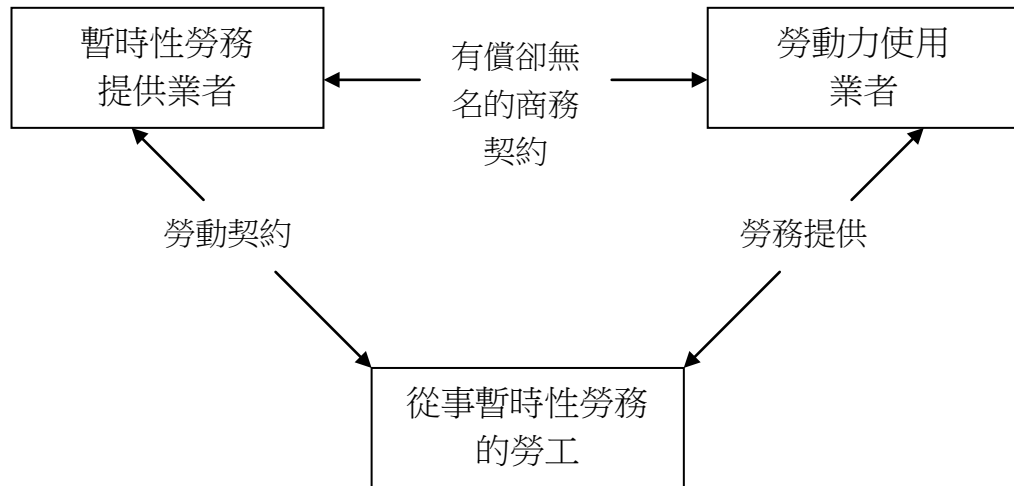 暫時性勞務
提供業者
有償卻無
名的商務
契約
勞動力使用
業者
勞動契約
勞務提供
從事暫時性勞務
的勞工